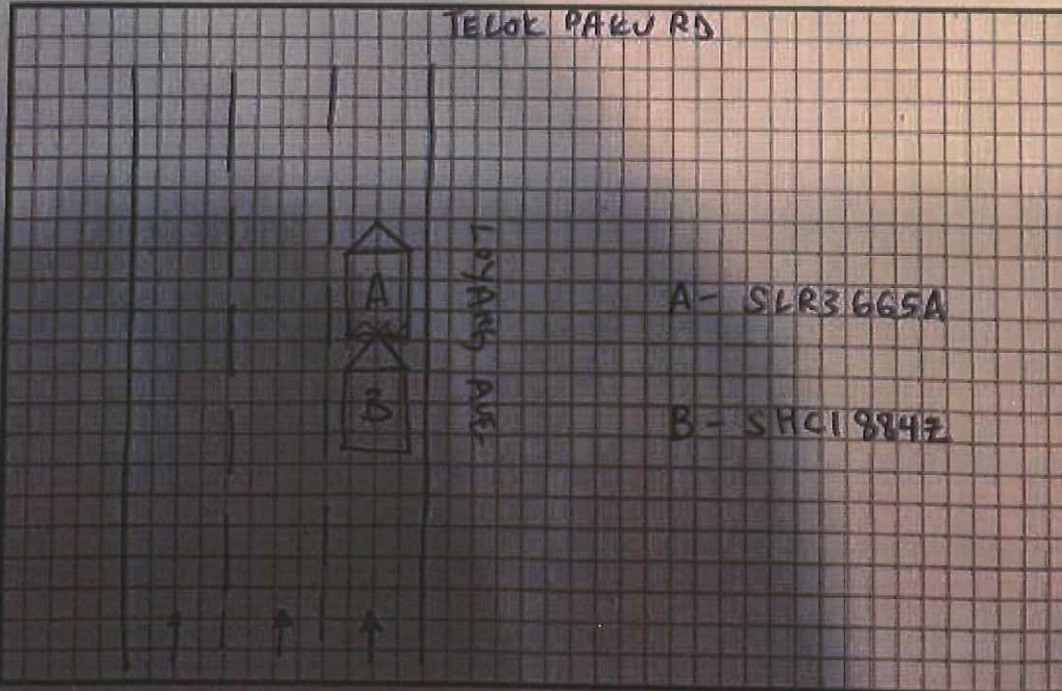 TELOK PAKU RD
LOYANG AVE
A
B
A - SLR3665A
B - SHC1884Z